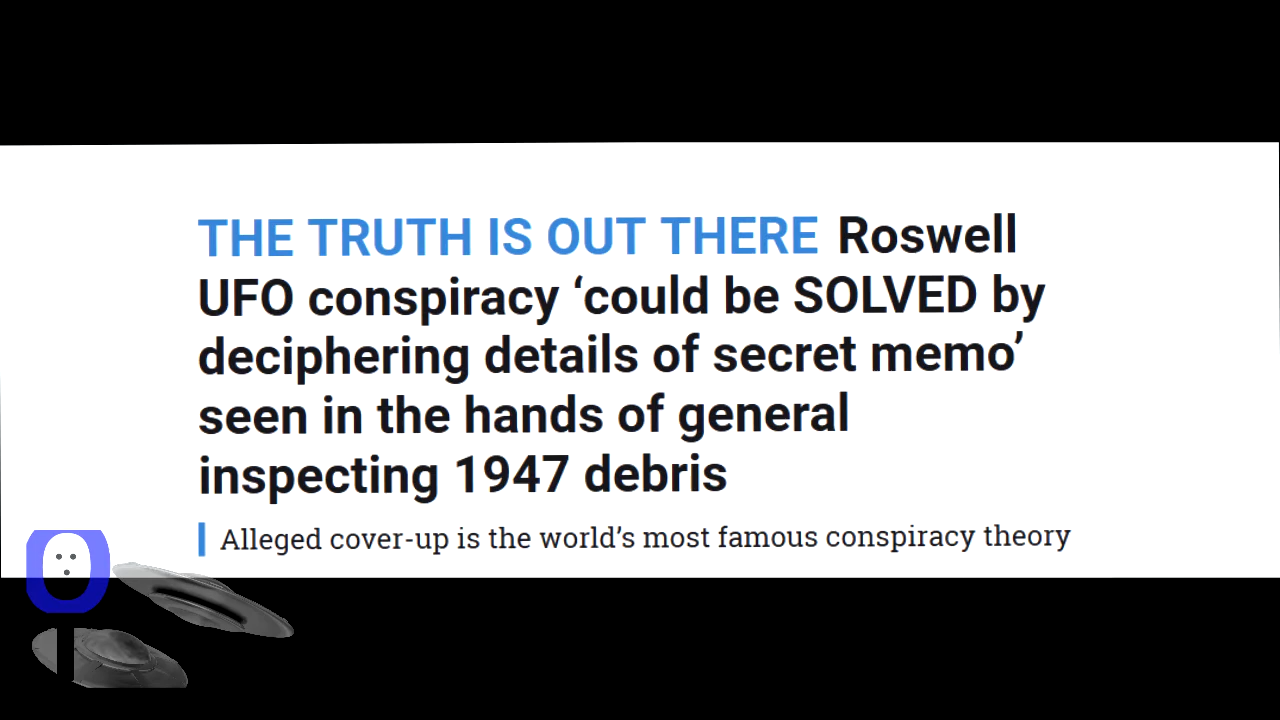 THE TRUTH IS OUT THERE Roswell
UFO conspiracy ‘could be SOLVED by
deciphering details of secret memo’
seen in the hands of general
inspecting 1947 debris
Alleged cover-up is the world’s most famous conspiracy theory